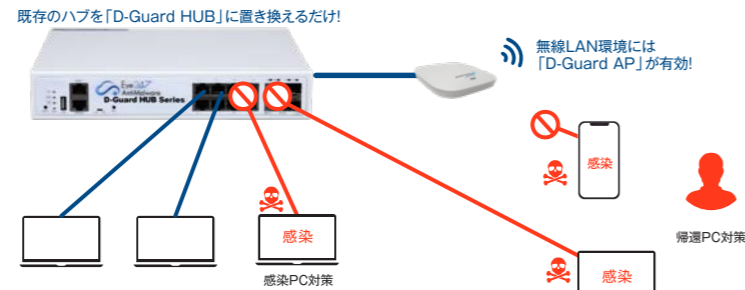 既存のハブを「D-Guard HUB」に置き換えるだけ!
無線LAN環境には
「D-Guard AP」が有効!
Eye 247
AntiMalware
D-Guard HUB Series
感染
感染
感染
帰還PC対策
感染PC対策